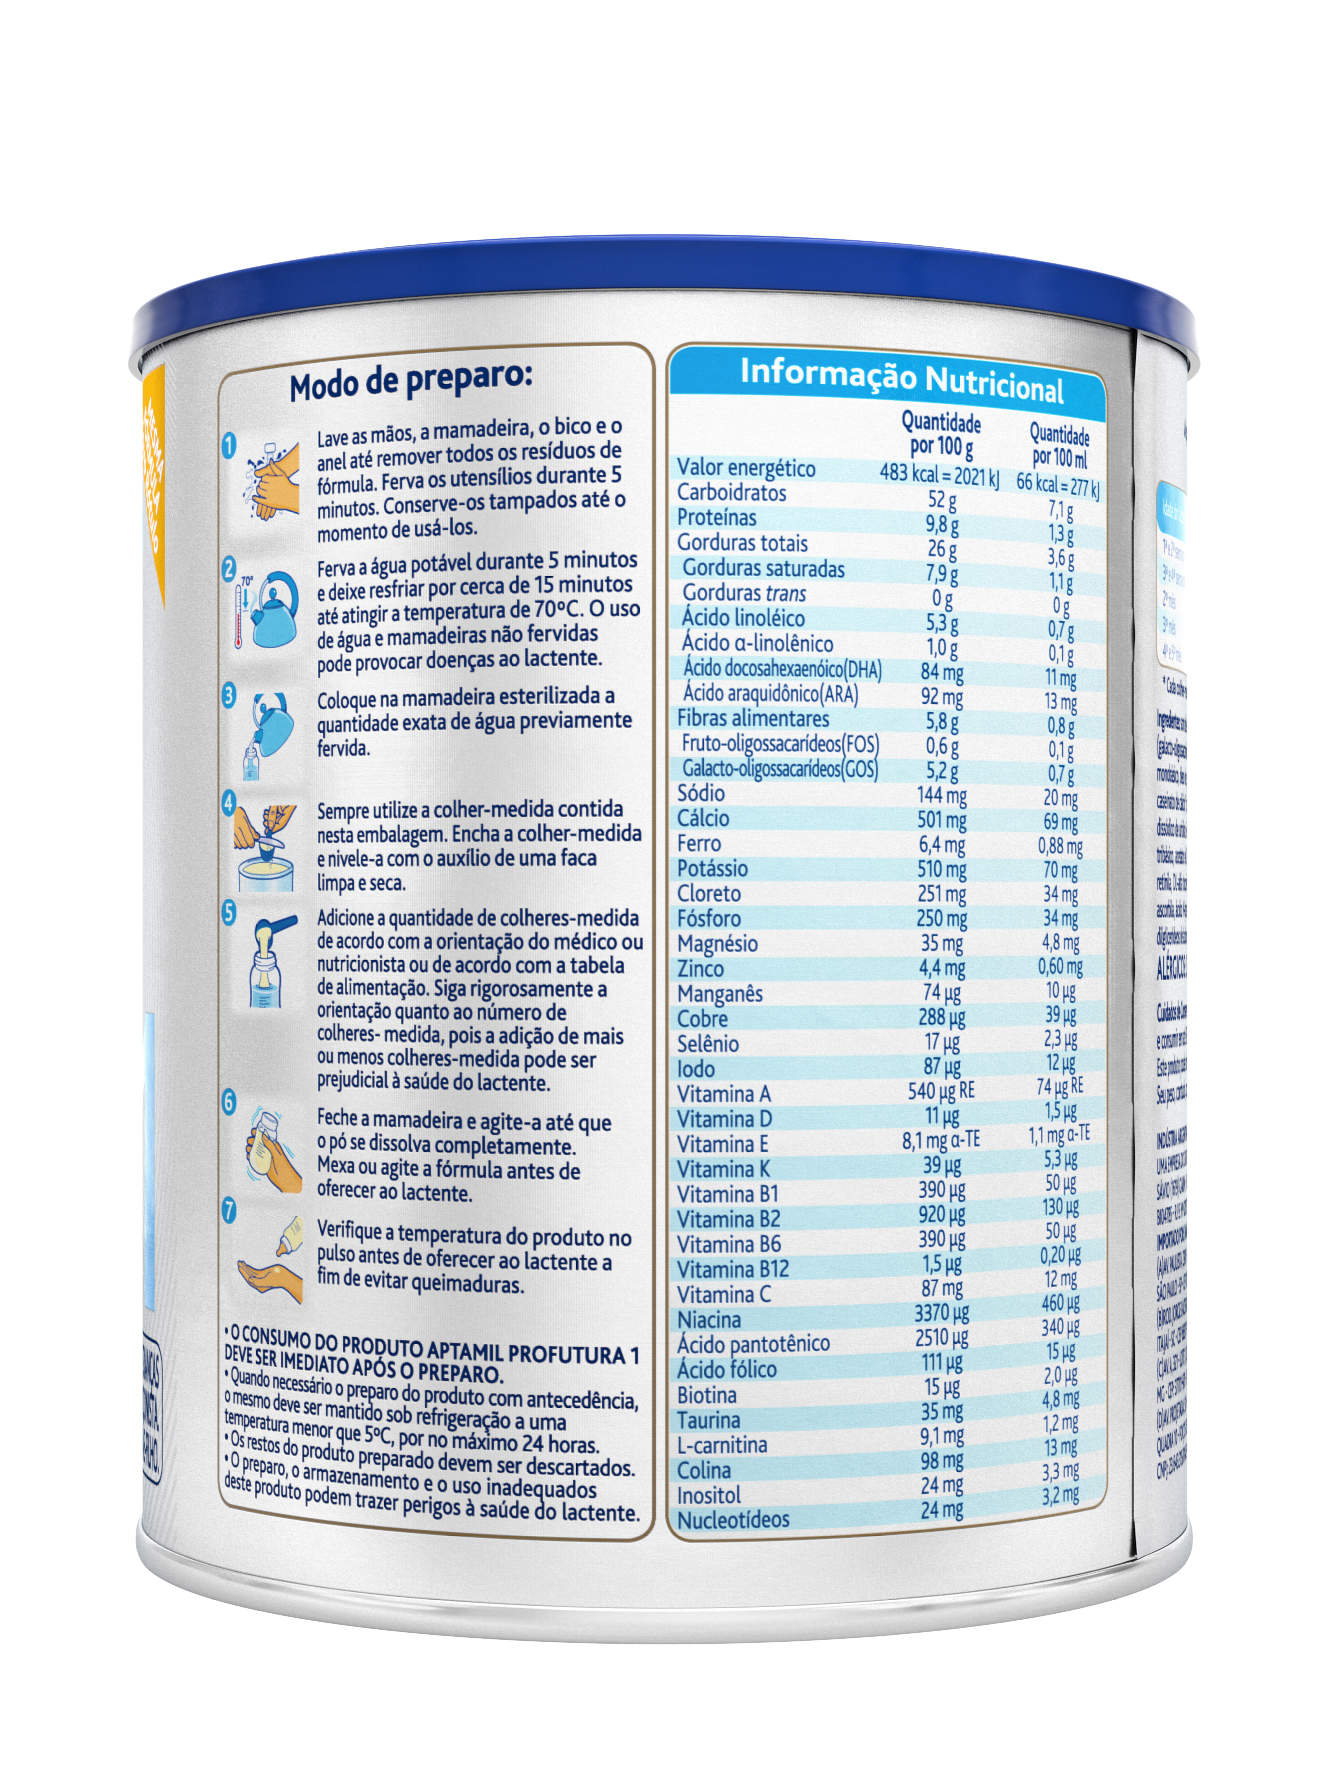 Modo de preparo:
1
Lave as mãos, a mamadeira, o bico e o
anel até remover todos os resíduos de
fórmula. Ferva os utensílios durante 5
minutos. Conserve-os tampados até o
momento de usá-los.
2
70°
Ferva a água potável durante 5 minutos
e deixe resfriar por cerca de 15 minutos
até atingir a temperatura de 70ºC. O uso
de água e mamadeiras não fervidas
pode provocar doenças ao lactente.
3
Coloque na mamadeira esterilizada a
quantidade exata de água previamente
fervida.
4
Sempre utilize a colher-medida contida
nesta embalagem. Encha a colher-medida
e nivele-a com o auxílio de uma faca
limpa e seca.
5
Adicione a quantidade de colheres-medida
de acordo com a orientação do médico ou
nutricionista ou de acordo com a tabela
de alimentação. Siga rigorosamente a
orientação quanto ao número de
colheres- medida, pois a adição de mais
ou menos colheres-medida pode ser
prejudicial à saúde do lactente.
6
Feche a mamadeira e agite-a até que
o pó se dissolva completamente.
Mexa ou agite a fórmula antes de
oferecer ao lactente.
7
Verifique a temperatura do produto no
pulso antes de oferecer ao lactente a
fim de evitar queimaduras.
• O CONSUMO DO PRODUTO APTAMIL PROFUTURA 1
DEVE SER IMEDIATO APÓS O PREPARO.
• Quando necessário o preparo do produto com antecedência,
o mesmo deve ser mantido sob refrigeração a uma
temperatura menor que 5ºC, por no máximo 24 horas.
• Os restos do produto preparado devem ser descartados.
• O preparo, o armazenamento e o uso inadequados
deste produto podem trazer perigos à saúde do lactente.
Informação Nutricional
Quantidade por 100 g Quantidade por 100 ml
Valor energético 483 kcal = 2021 kJ 66 kcal = 277 kJ
Carboidratos 52 g 7,1 g
Proteínas 9,8 g 1,3 g
Gorduras totais 26 g 3,6 g
Gorduras saturadas 7,9 g 1,1 g
Gorduras trans 0 g 0 g
Ácido linoléico 5,3 g 0,7 g
Ácido α-linolênico 1,0 g 0,1 g
Ácido docosahexaenóico(DHA) 84 mg 11 mg
Ácido araquidônico(ARA) 92 mg 13 mg
Fibras alimentares 5,8 g 0,8 g
Fruto-oligossacarídeos(FOS) 0,6 g 0,1 g
Galacto-oligossacarídeos(GOS) 5,2 g 0,7 g
Sódio 144 mg 20 mg
Cálcio 501 mg 69 mg
Ferro 6,4 mg 0,88 mg
Potássio 510 mg 70 mg
Cloreto 251 mg 34 mg
Fósforo 250 mg 34 mg
Magnésio 35 mg 4,8 mg
Zinco 4,4 mg 0,60 mg
Manganês 74 µg 10 µg
Cobre 288 µg 39 µg
Selênio 17 µg 2,3 µg
Iodo 87 µg 12 µg
Vitamina A 540 µg RE 74 µg RE
Vitamina D 11 µg 1,5 µg
Vitamina E 8,1 mg α-TE 1,1 mg α-TE
Vitamina K 39 µg 5,3 µg
Vitamina B1 390 µg 50 µg
Vitamina B2 920 µg 130 µg
Vitamina B6 390 µg 50 µg
Vitamina B12 1,5 µg 0,20 µg
Vitamina C 87 mg 12 mg
Niacina 3370 µg 460 µg
Ácido pantotênico 2510 µg 340 µg
Ácido fólico 111 µg 15 µg
Biotina 15 µg 2,0 µg
Taurina 35 mg 4,8 mg
L-carnitina 9,1 mg 1,2 mg
Colina 98 mg 13 mg
Inositol 24 mg 3,3 mg
Nucleotídeos 24 mg 3,2 mg